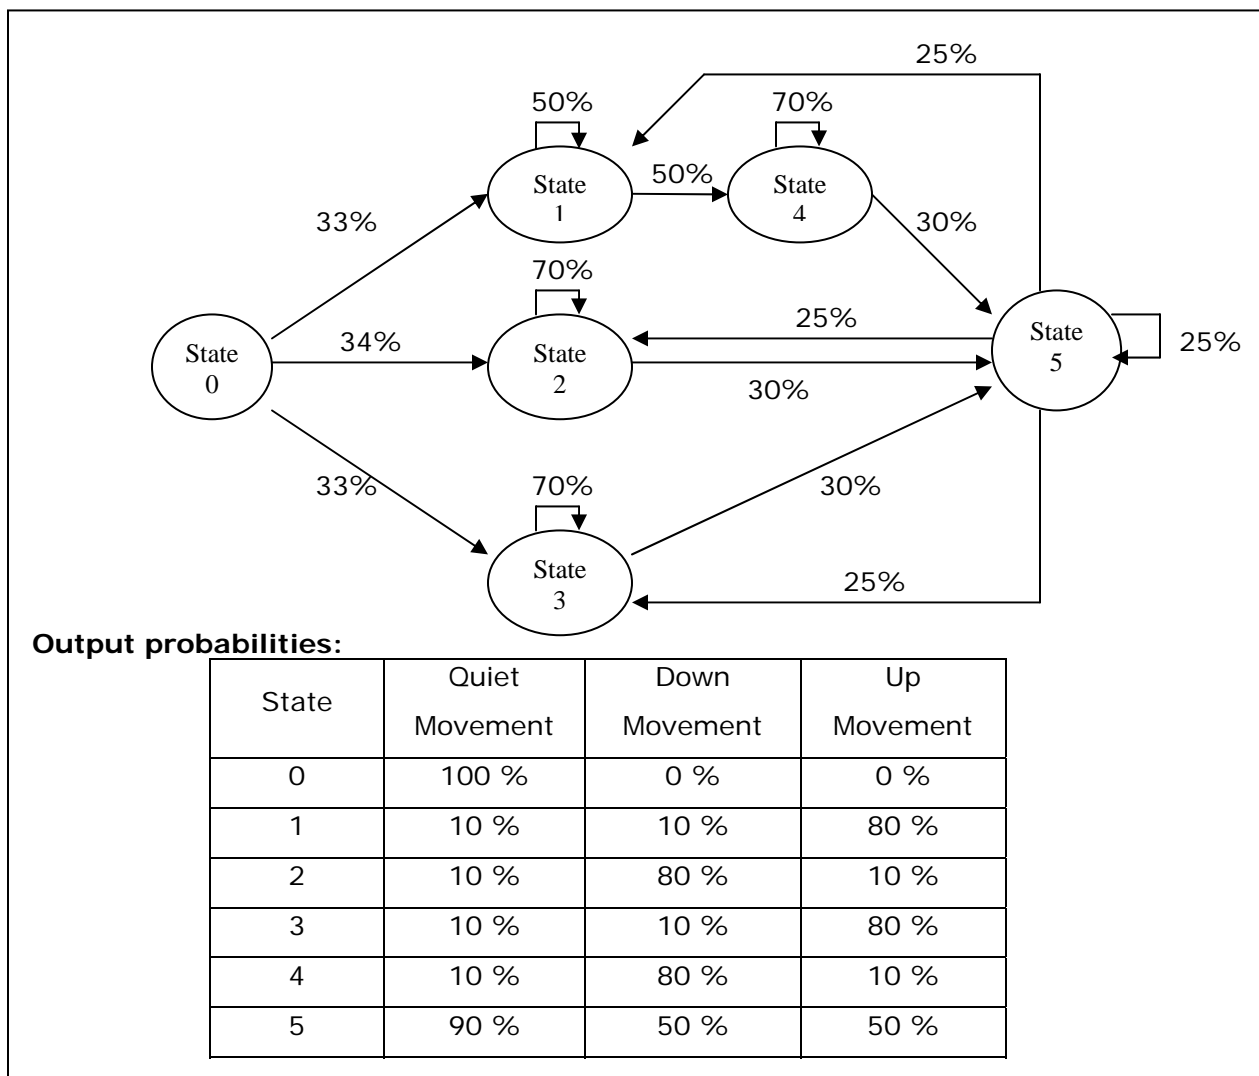 25%
50%
70%
State
1
50%
State
4
33%
30%
70%
25%
State
0
34%
State
2
State
5
25%
30%
33%
70%
30%
State
3
25%
Output probabilities:
State
Quiet
Movement
Down
Movement
Up
Movement
0 100 % 0 % 0 %
1 10 % 10 % 80 %
2 10 % 80 % 10 %
3 10 % 10 % 80 %
4 10 % 80 % 10 %
5 90 % 50 % 50 %